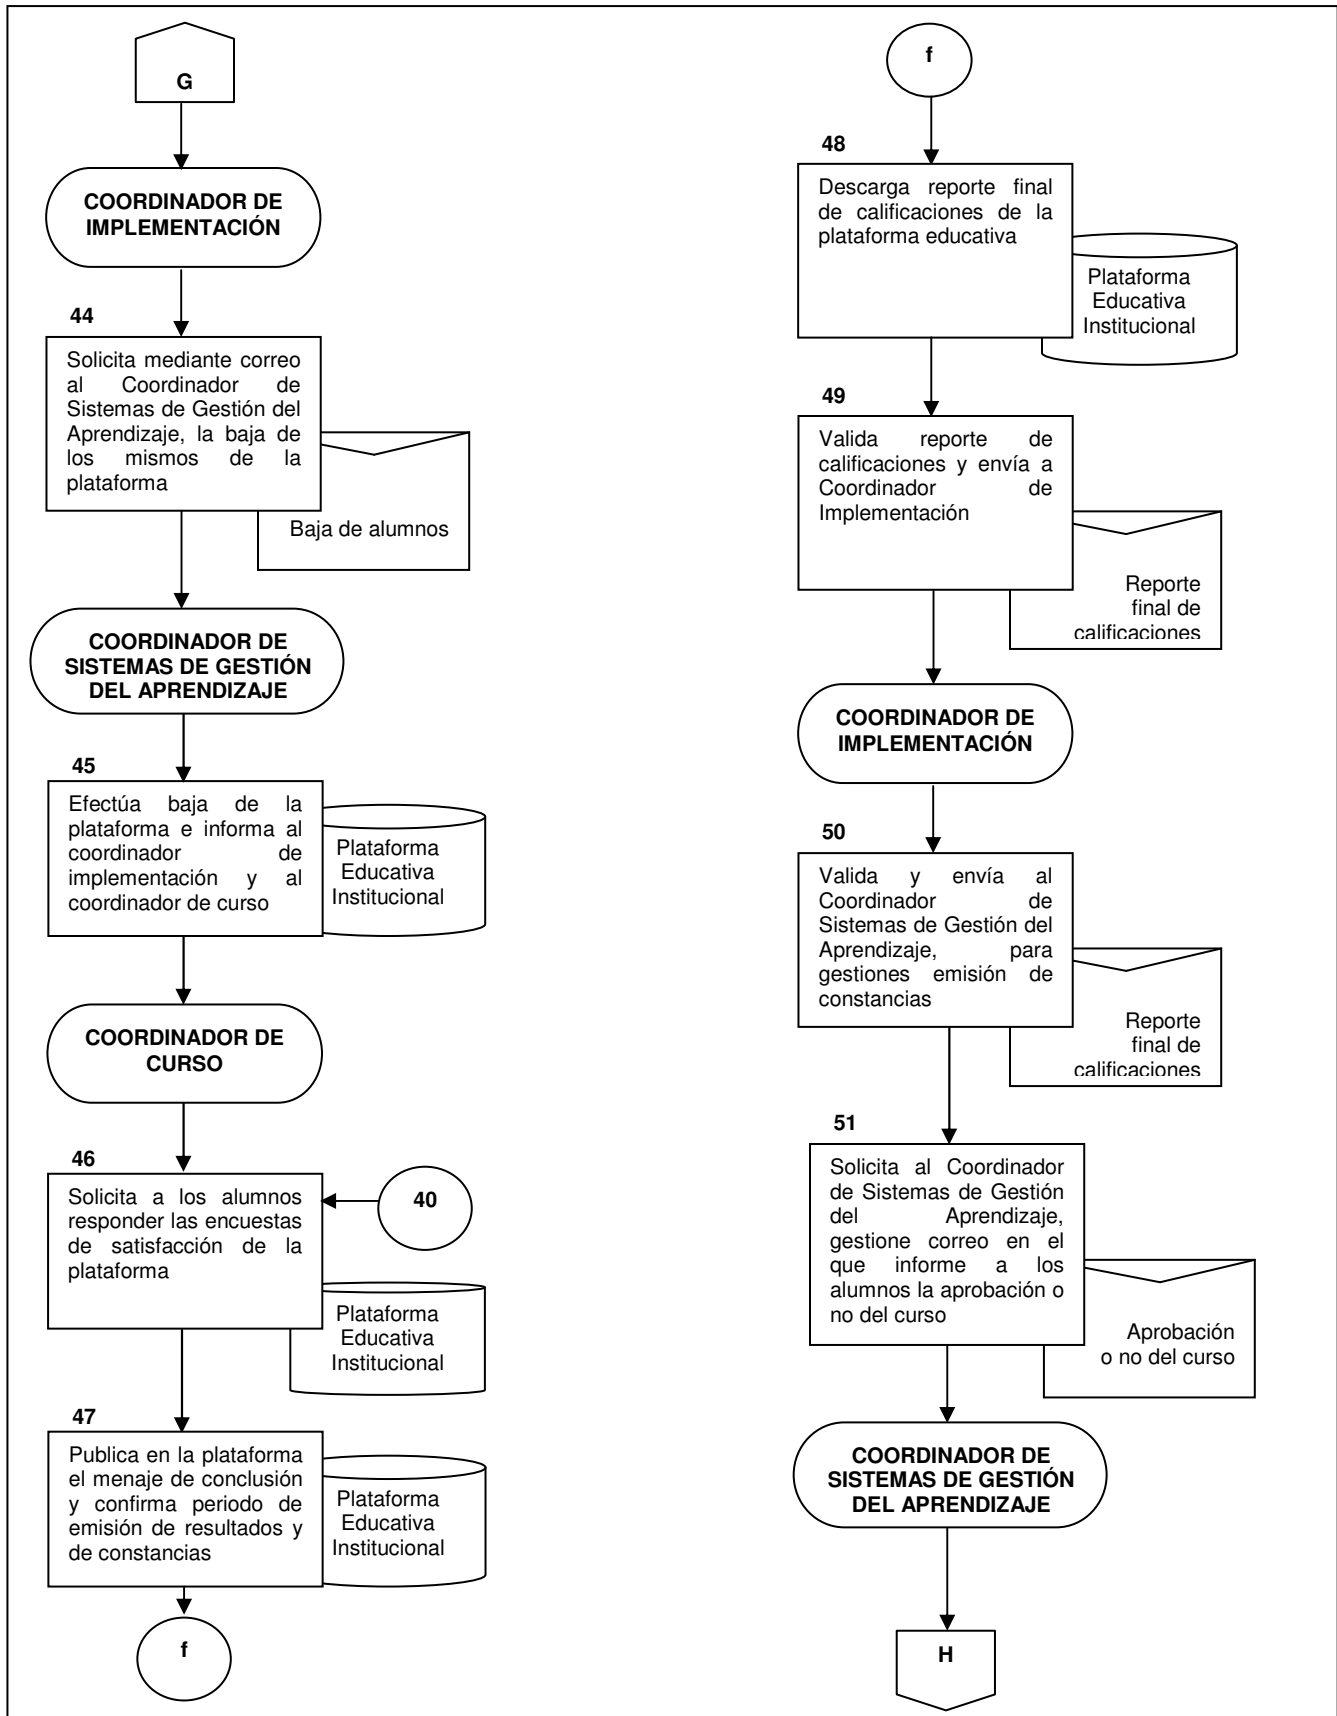 G
COORDINADOR DE
IMPLEMENTACIÓN
44
Solicita mediante correo
al Coordinador de
Sistemas de Gestión del
Aprendizaje, la baja de
los mismos de la
plataforma
Baja de alumnos
COORDINADOR DE
SISTEMAS DE GESTIÓN
DEL APRENDIZAJE
45
Efectúa baja de la
plataforma e informa al
coordinador de
implementación y al
coordinador de curso
Plataforma
Educativa
Institucional
COORDINADOR DE
CURSO
46
Solicita a los alumnos
responder las encuestas
de satisfacción de la
plataforma
40
Plataforma
Educativa
Institucional
47
Publica en la plataforma
el menaje de conclusión
y confirma periodo de
emisión de resultados y
de constancias
Plataforma
Educativa
Institucional
f
f
48
Descarga reporte final
de calificaciones de la
plataforma educativa
Plataforma
Educativa
Institucional
49
Valida reporte de
calificaciones y envía a
Coordinador de
Implementación
Reporte
final de
calificaciones
COORDINADOR DE
IMPLEMENTACIÓN
50
Valida y envía al
Coordinador de
Sistemas de Gestión del
Aprendizaje, para
gestiones emisión de
constancias
Reporte
final de
calificaciones
51
Solicita al Coordinador
de Sistemas de Gestión
del Aprendizaje,
gestione correo en el
que informe a los
alumnos la aprobación o
no del curso
Aprobación
o no del curso
COORDINADOR DE
SISTEMAS DE GESTIÓN
DEL APRENDIZAJE
H